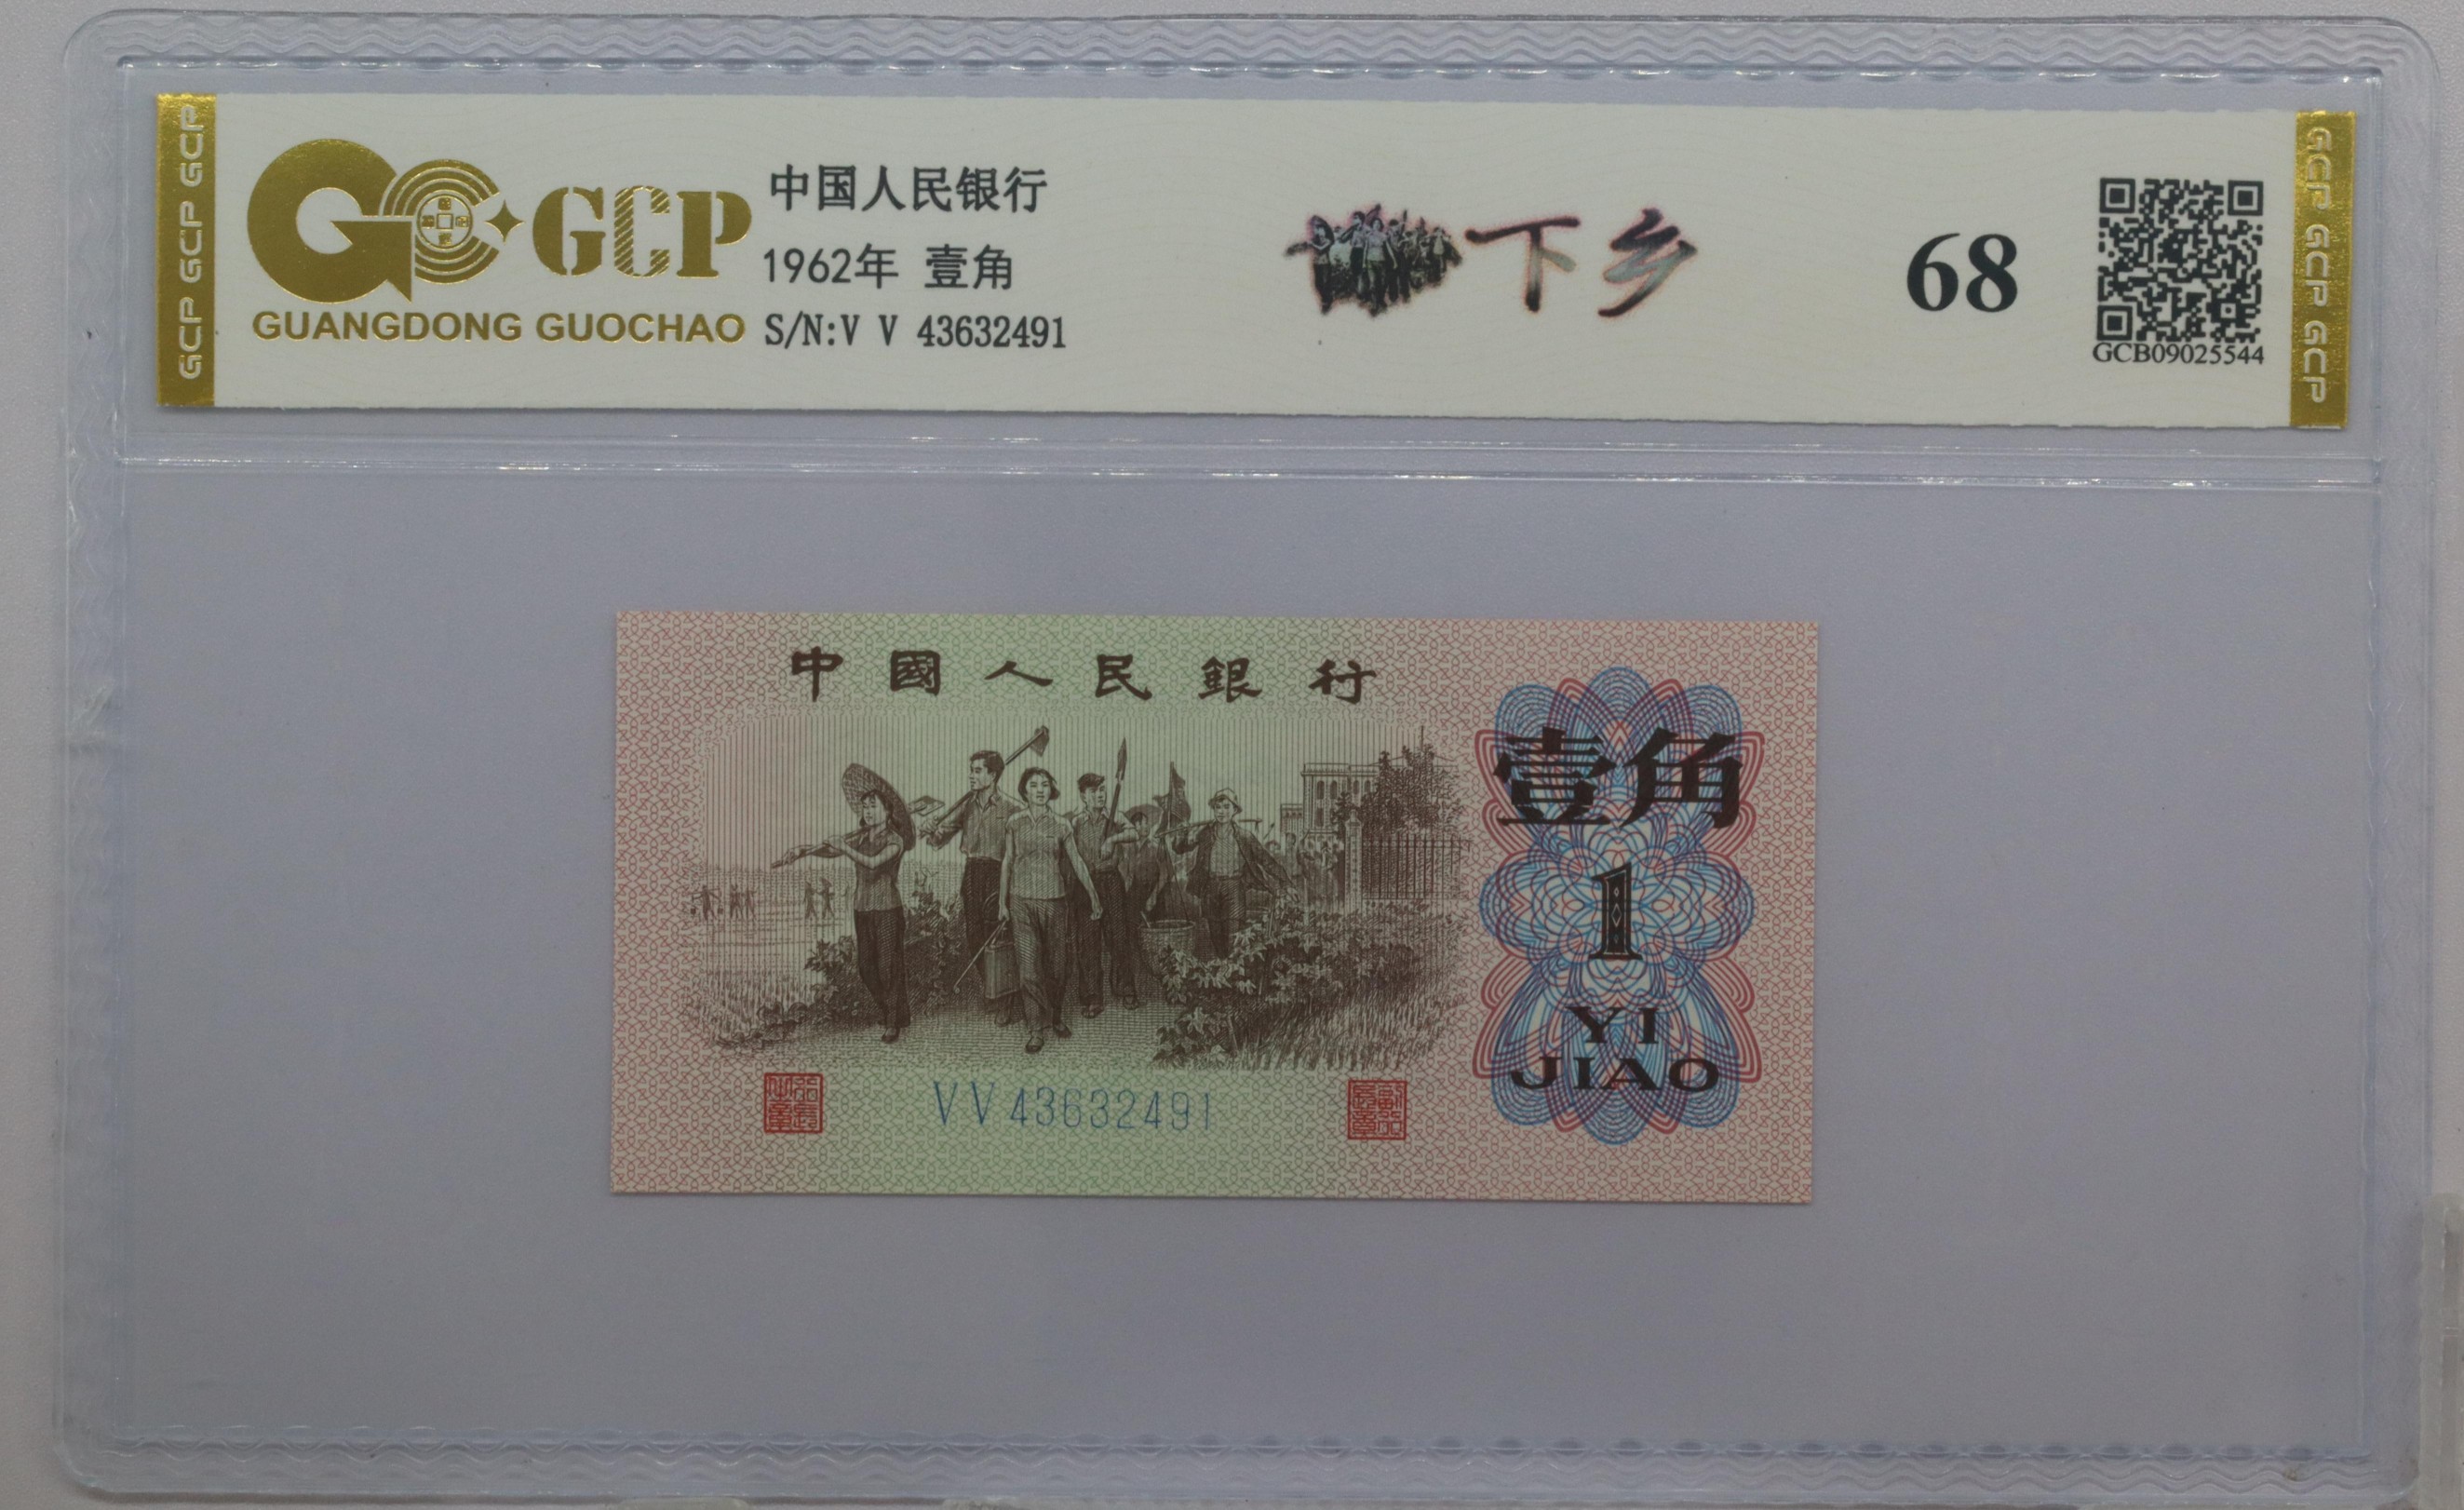 GCP GCP GCP
GCP
GUANGDONG GUOCHAO
中国人民银行
1962年 壹角
S/N:V V 43632491
下乡
68
GCB09025544
GCP GCP GCP
中國人民銀行
壹角
1
YI
JIAO
VV43632491